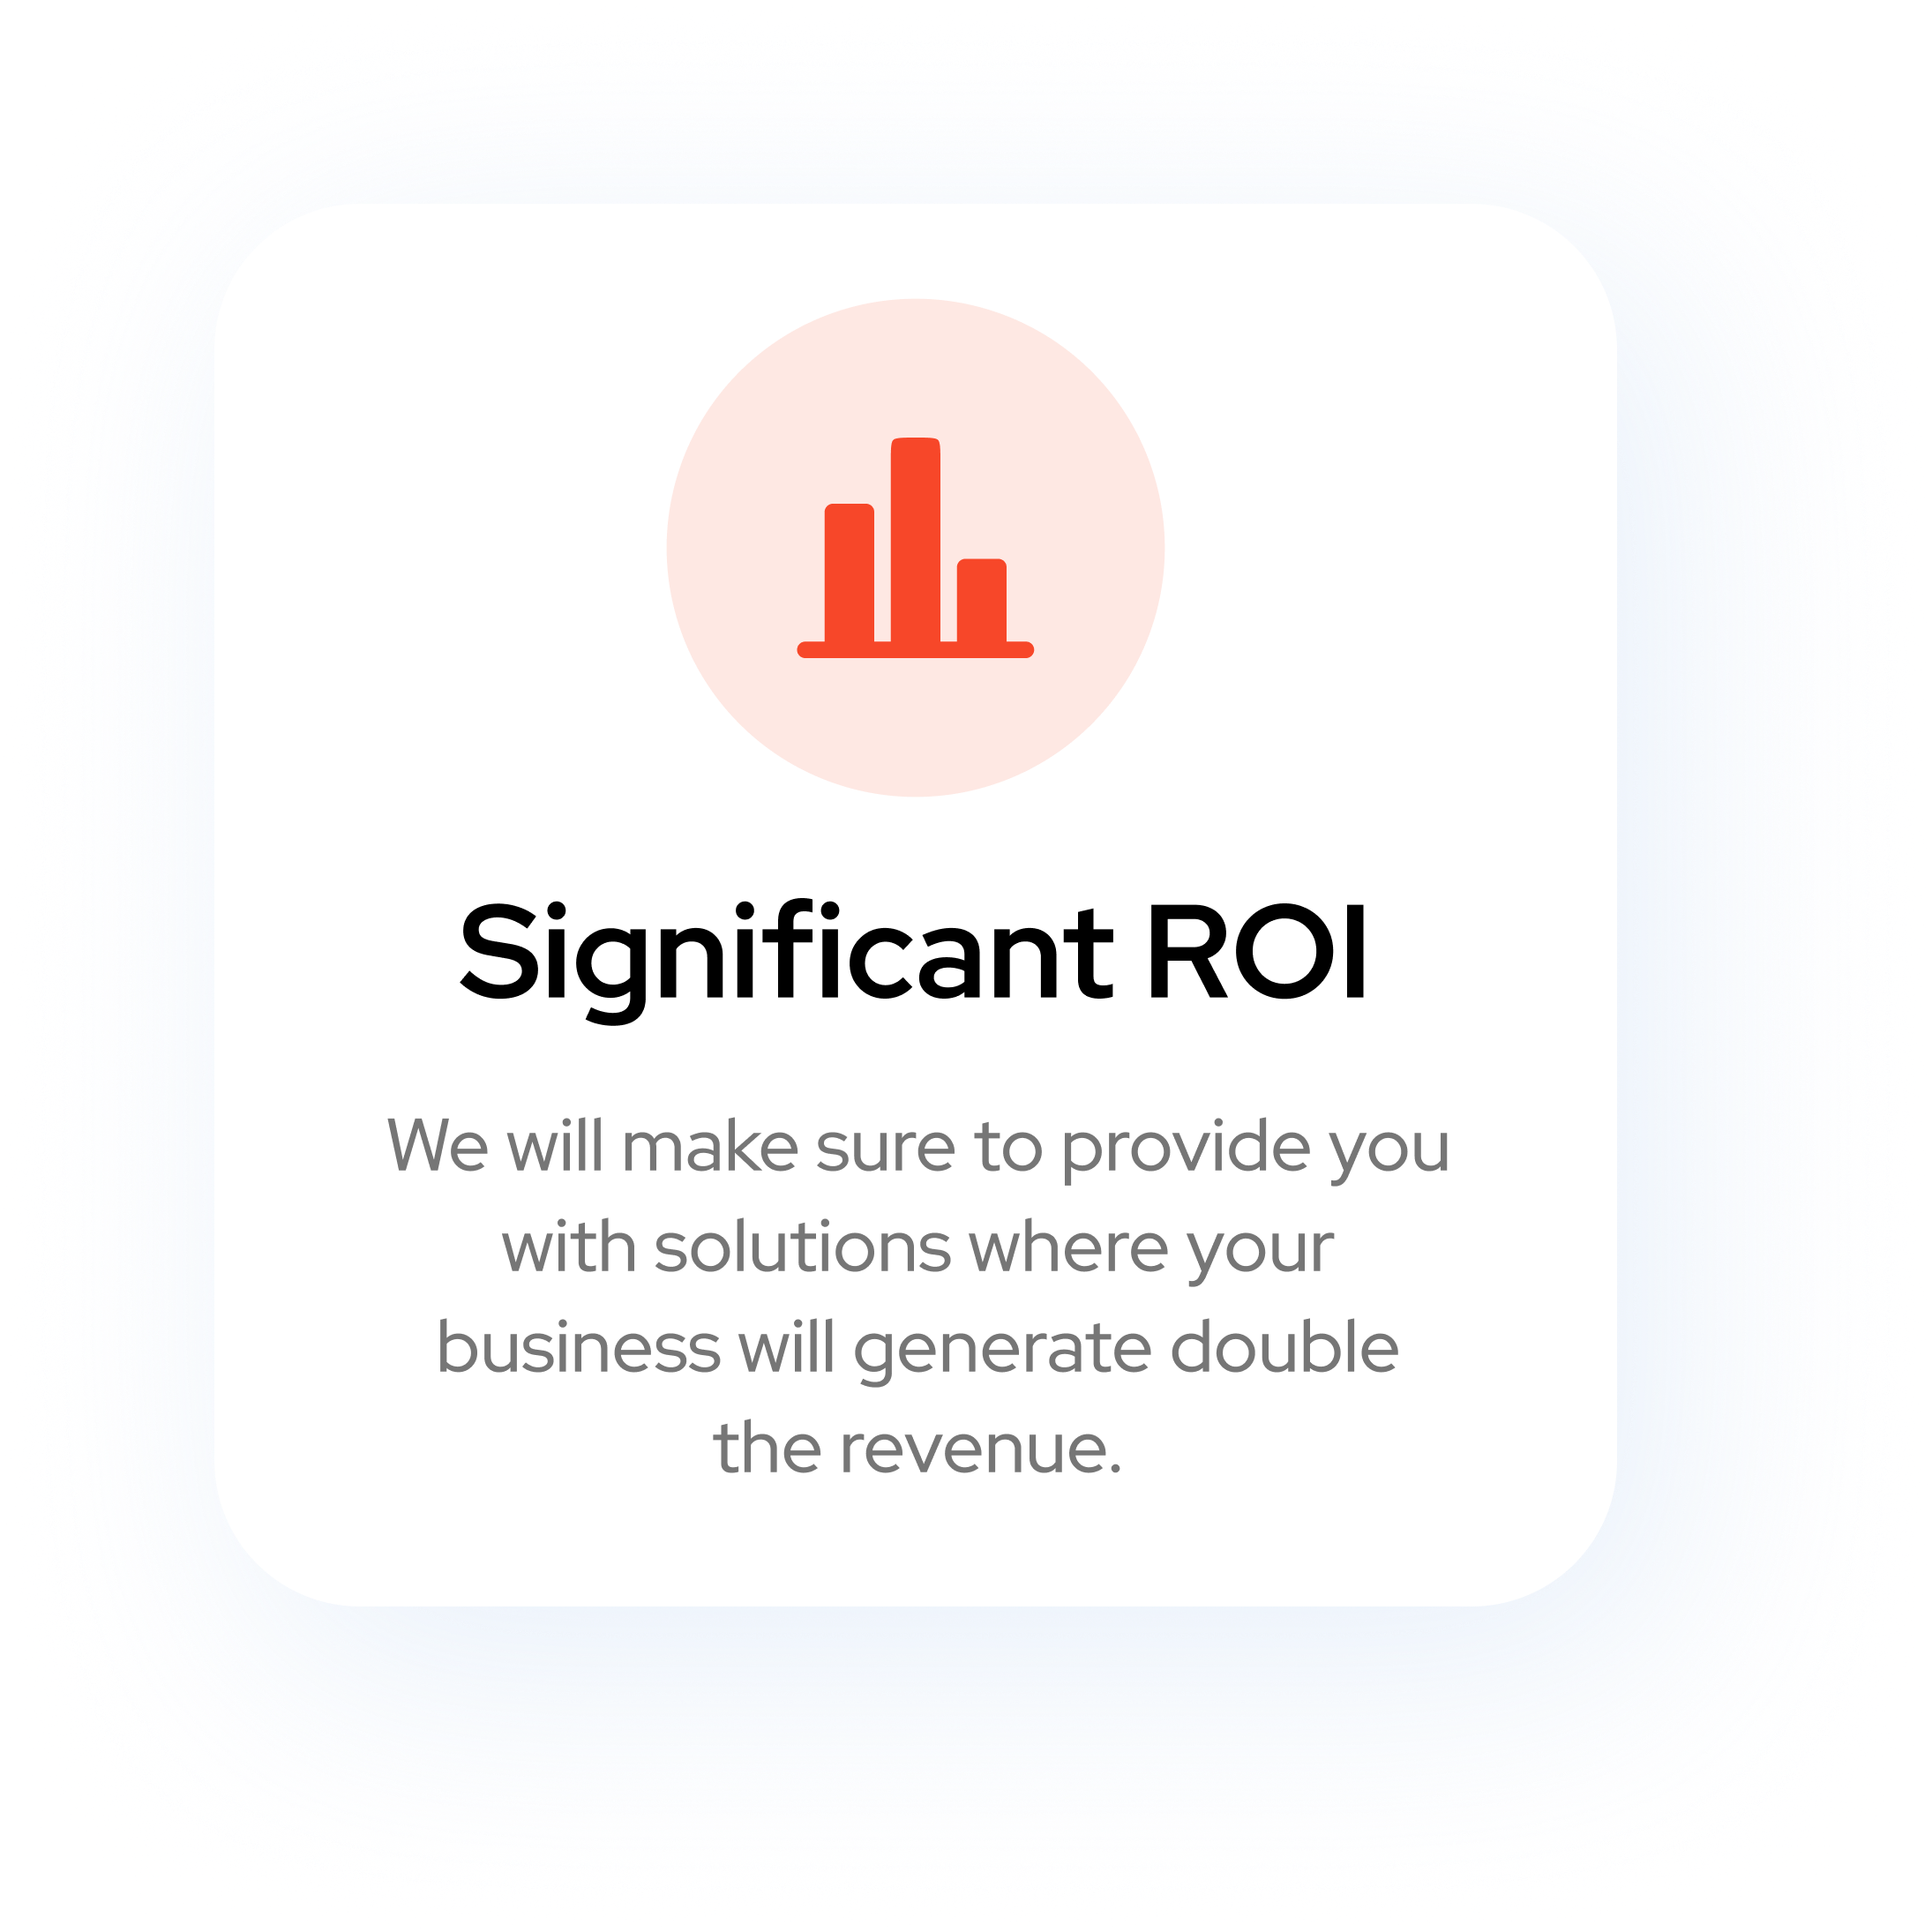 Significant ROI
We will make sure to provide you
with solutions where your
business will generate double
the revenue.